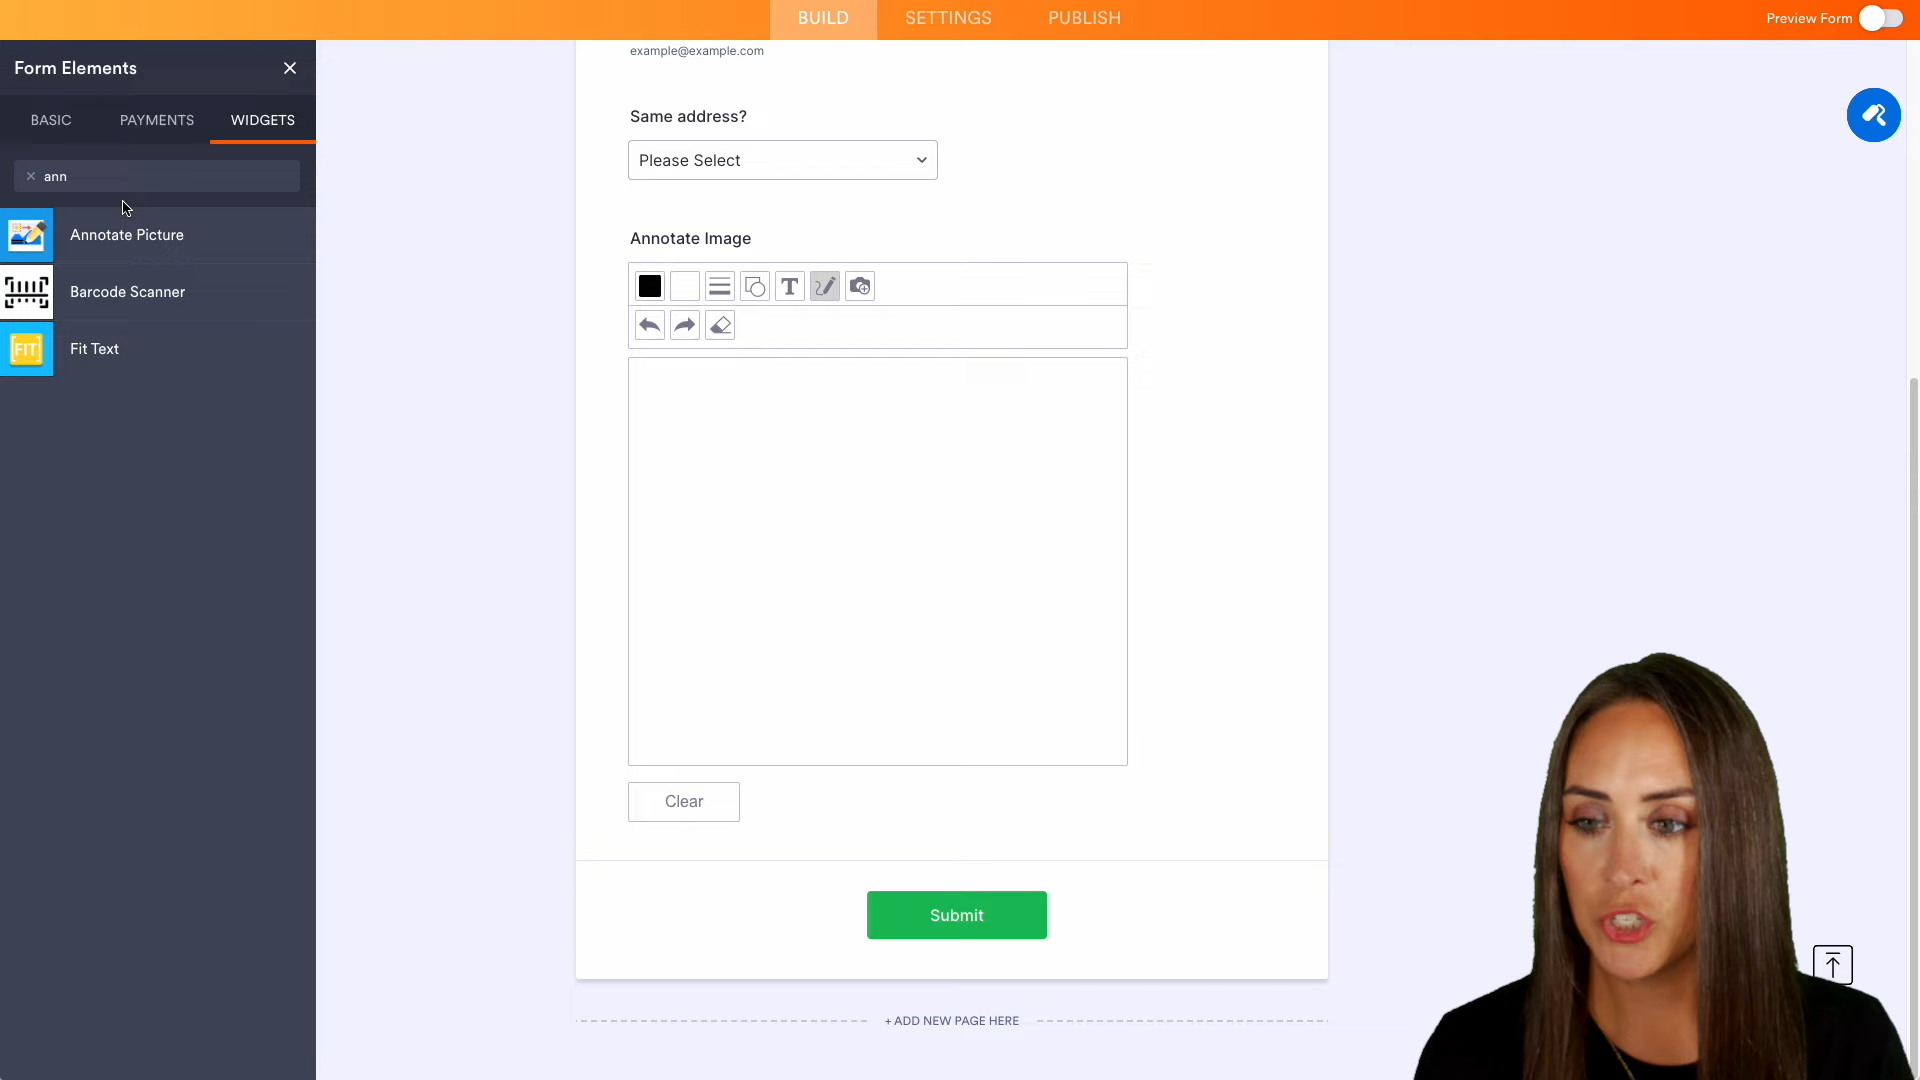 BUILD
SETTINGS
PUBLISH
Preview Form
Form Elements
BASIC
PAYMENTS
WIDGETS
ann
Annotate Picture
Barcode Scanner
FIT
Fit Text
example@example.com
Same address?
Please Select
Annotate Image
T
Clear
Submit
+ ADD NEW PAGE HERE